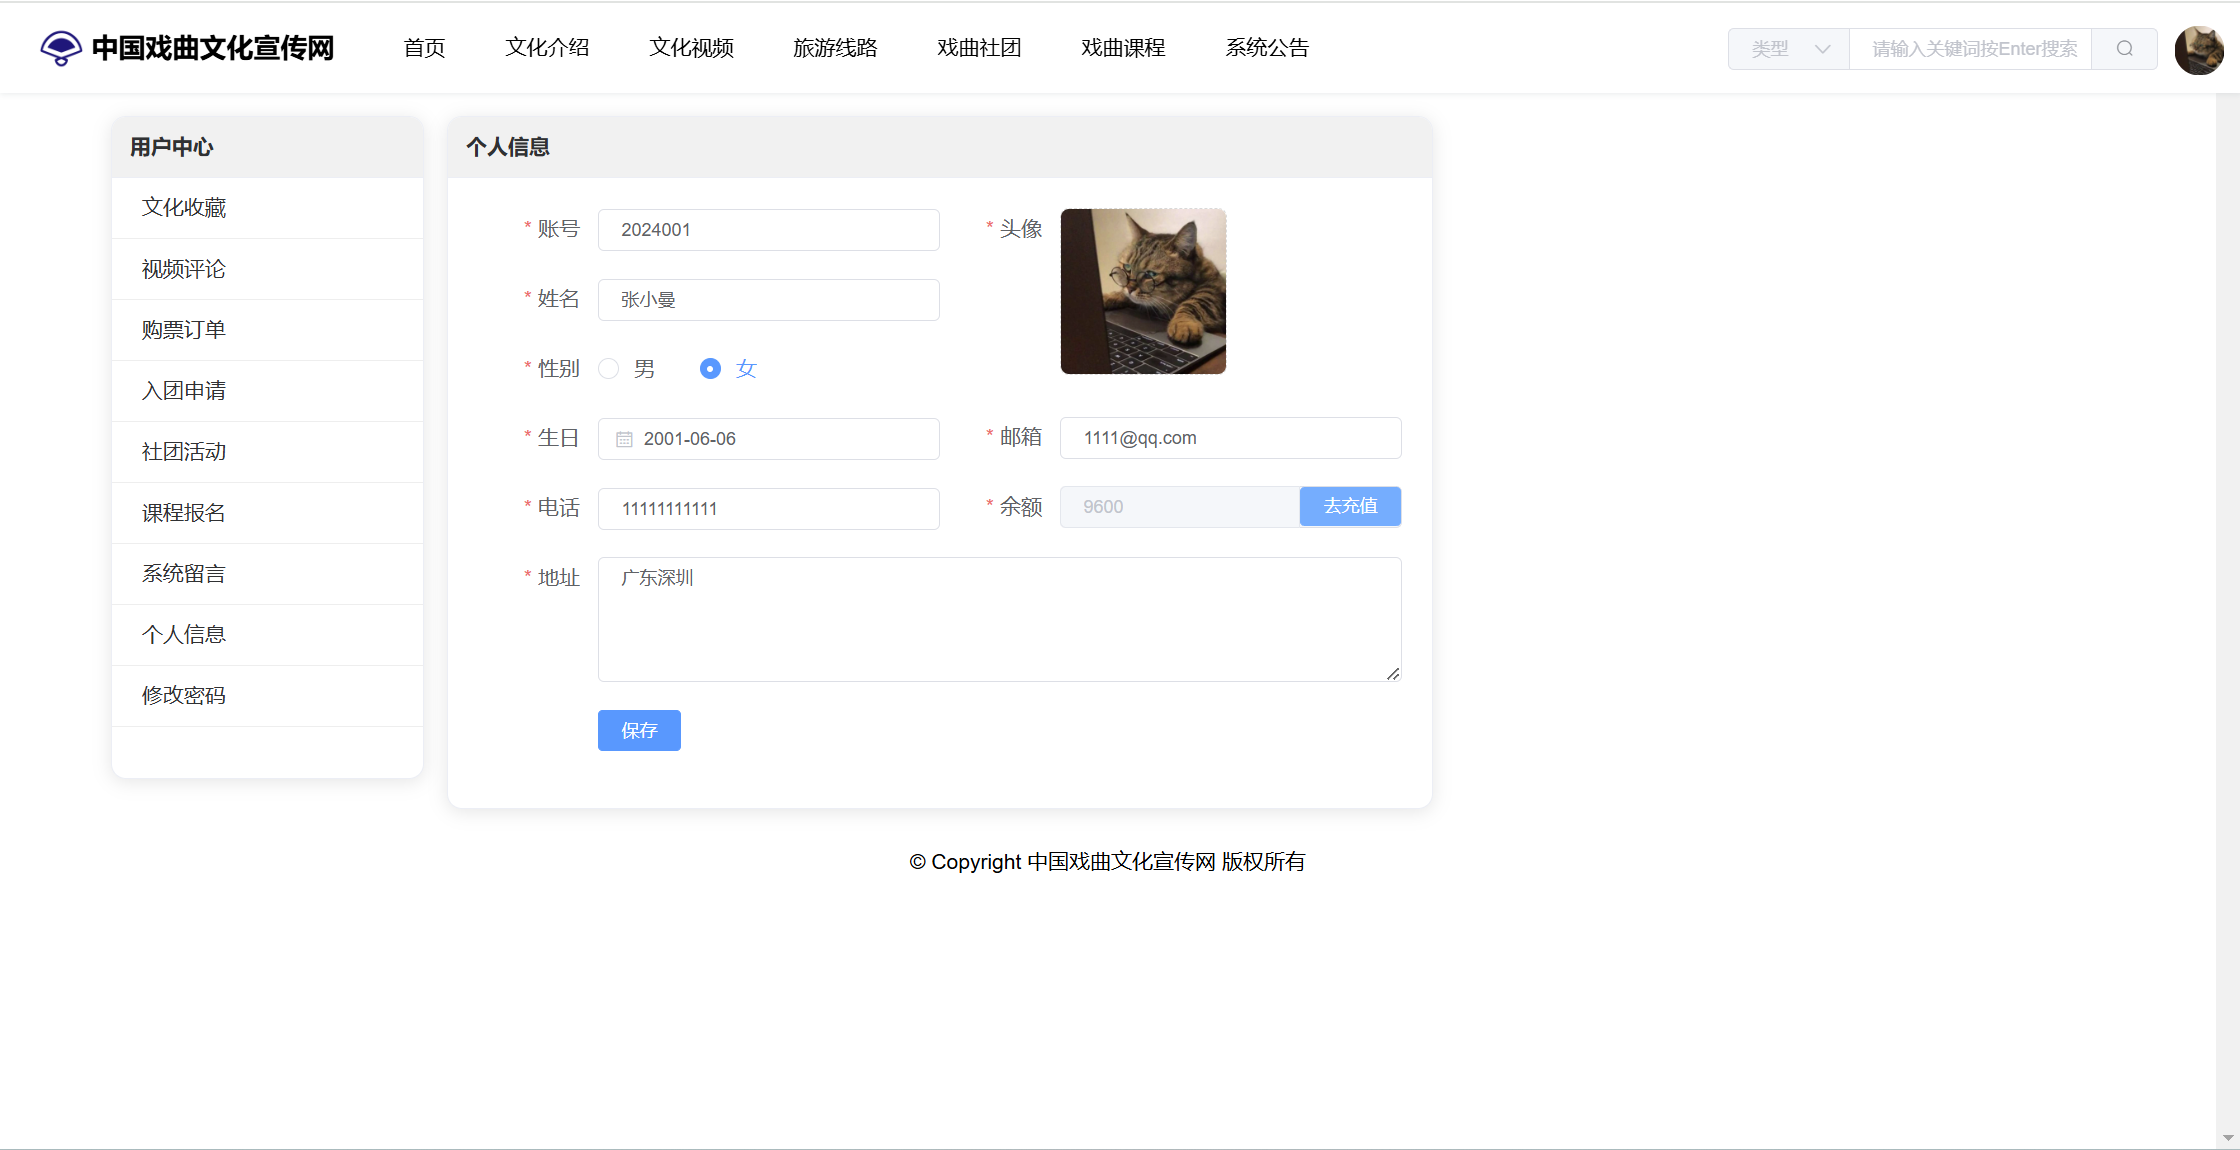 中国戏曲文化宣传网 首页 文化介绍 文化视频 旅游线路 戏曲社团 戏曲课程 系统公告 类型 请输入关键词按Enter搜索
用户中心
文化收藏
视频评论
购票订单
入团申请
社团活动
课程报名
系统留言
个人信息
修改密码
个人信息
* 账号 2024001
* 头像
* 姓名 张小曼
* 性别 男 女
* 生日 2001-06-06
* 邮箱 1111@qq.com
* 电话 11111111111
* 余额 9600 去充值
* 地址 广东深圳
保存
© Copyright 中国戏曲文化宣传网 版权所有